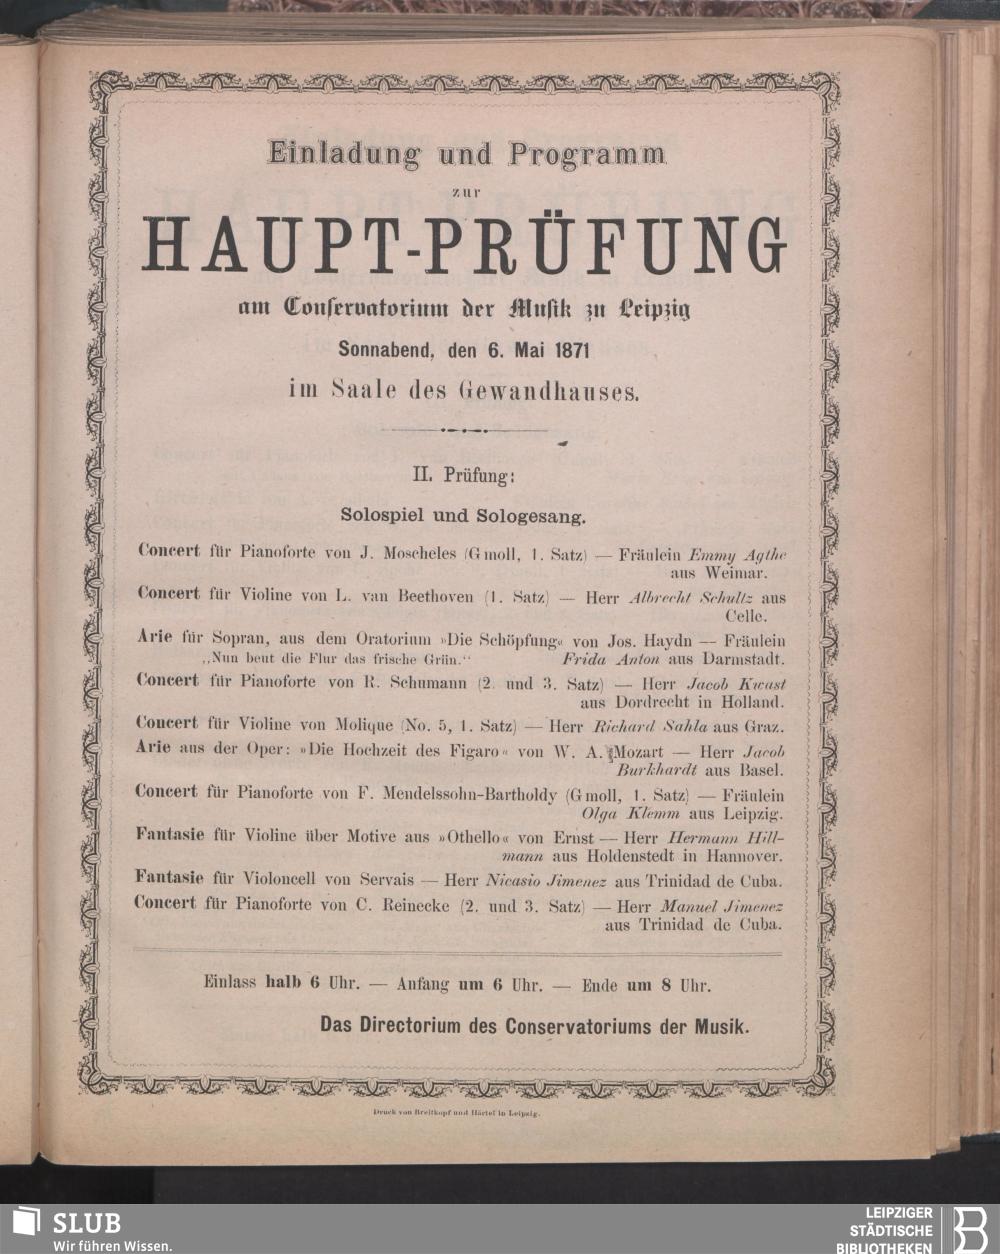 Einladung und Programm
zur
HAUPT-PRÜFUNG
am Conservatorium der Musik zu Leipzig
Sonnabend, den 6. Mai 1871
im Saale des Gewandhauses.
II. Prüfung:
Solospiel und Sologesang.
Concert für Pianoforte von J. Moscheles (G moll, 1. Satz) — Fräulein Emmy Agthe
aus Weimar.
Concert für Violine von L. van Beethoven (1. Satz) — Herr Albrecht Schultz aus
Celle.
Arie für Sopran, aus dem Oratorium »Die Schöpfung« von Jos. Haydn — Fräulein
„Nun beut die Flur das frische Grün.“ Frida Anton aus Darmstadt.
Concert für Pianoforte von R. Schumann (2. und 3. Satz) — Herr Jacob Kwast
aus Dordrecht in Holland.
Concert für Violine von Molique (No. 5, 1. Satz) — Herr Richard Sahla aus Graz.
Arie aus der Oper: »Die Hochzeit des Figaro« von W. A. Mozart — Herr Jacob
Burkhardt aus Basel.
Concert für Pianoforte von F. Mendelssohn-Bartholdy (G moll, 1. Satz) — Fräulein
Olga Klemm aus Leipzig.
Fantasie für Violine über Motive aus »Othello« von Ernst — Herr Hermann Hill-
mann aus Holdenstedt in Hannover.
Fantasie für Violoncell von Servais — Herr Nicasio Jimenez aus Trinidad de Cuba.
Concert für Pianoforte von C. Reinecke (2. und 3. Satz) — Herr Manuel Jimenez
aus Trinidad de Cuba.
Einlass halb 6 Uhr. — Anfang um 6 Uhr. — Ende um 8 Uhr.
Das Directorium des Conservatoriums der Musik.
Druck von Breitkopf und Härtel in Leipzig.
SLUB
Wir führen Wissen.
LEIPZIGER
STÄDTISCHE
BIBLIOTHEKEN